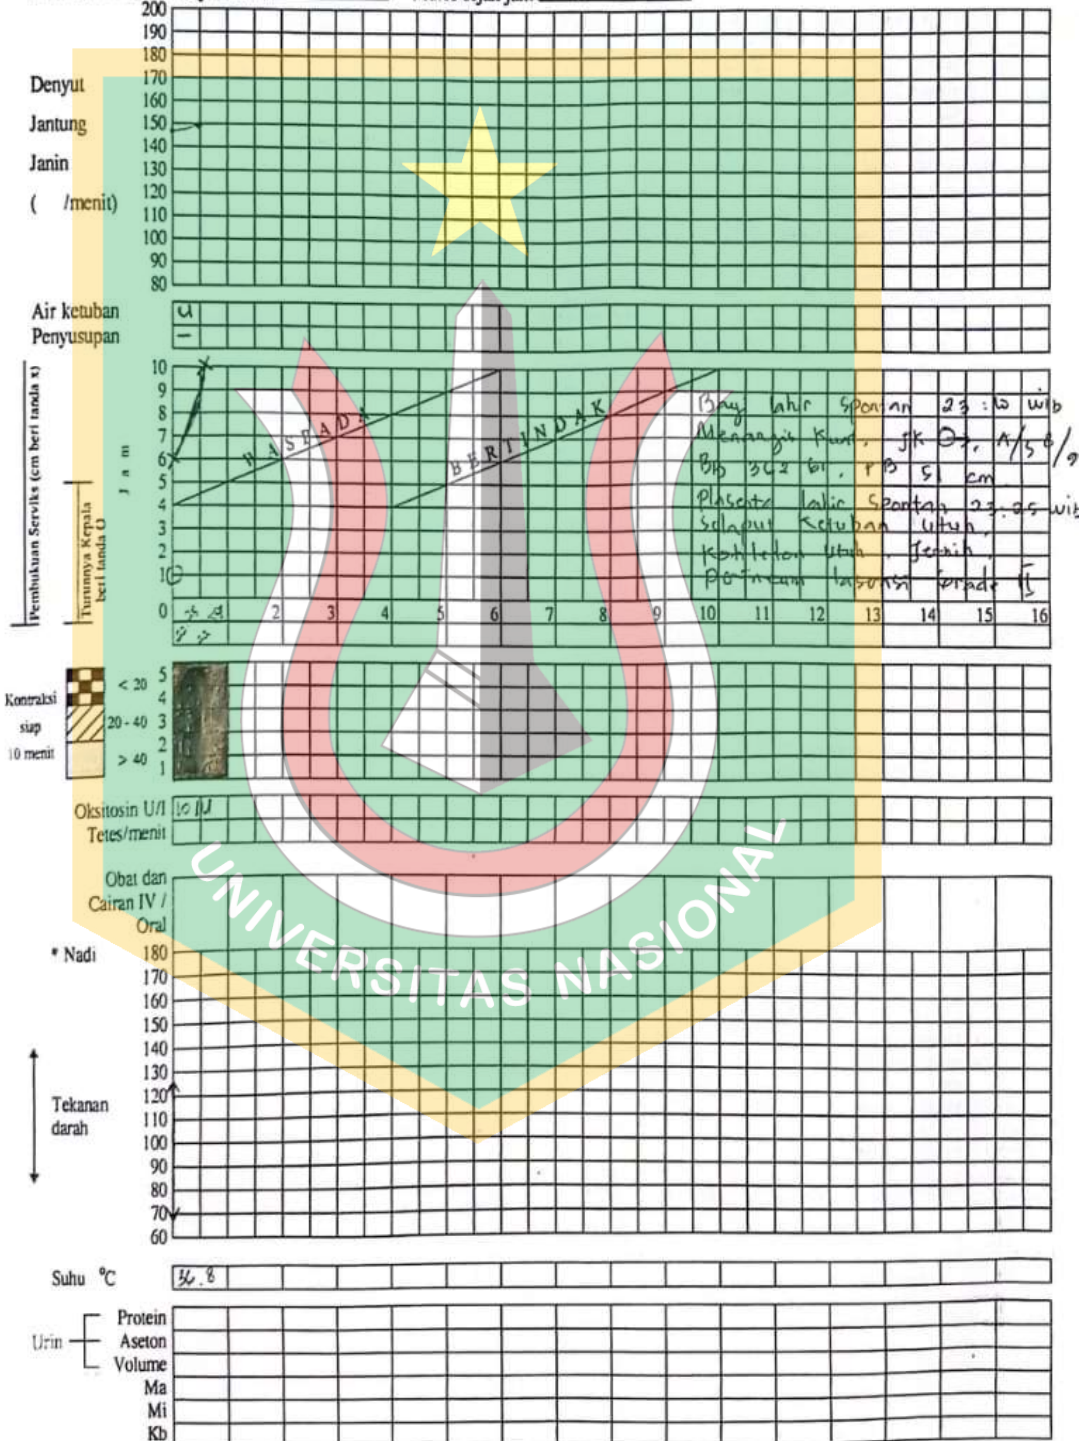 200
190
180
Denyut 170
160
Jantung 150
140
Janin 130
120
( /menit) 110
100
90
80
Air ketuban U
Penyusupan –
Pembukuan Serviks (cm beri tanda x)
Turunnya Kepala
beri tanda O
Jam
10
9
8
7
6
5
4
3
2
1
0
WASPADA
BERTINDAK
Bayi lahir Spontan 23:10 wib
Menangis Kuat, JK
BB 362 gr, PB 51 cm
Plasenta lahir Spontan 23:25 wib
Selaput Ketuban Utuh,
Utuh, Jernih,
laserasi Grade II
2 3 4 5 6 7 8 9 10 11 12 13 14 15 16
Kontraksi
siap
10 menit
< 20
20 - 40
> 40
5
4
3
2
1
Oksitosin U/I 10 IU
Tetes/menit
Obat dan
Cairan IV /
Oral
UNIVERSITAS NASIONAL
* Nadi 180
170
160
150
140
130
120
Tekanan 110
darah 100
90
80
70
60
Suhu °C 36.8
Urin
Protein
Aseton
Volume
Ma
Mi
Kb